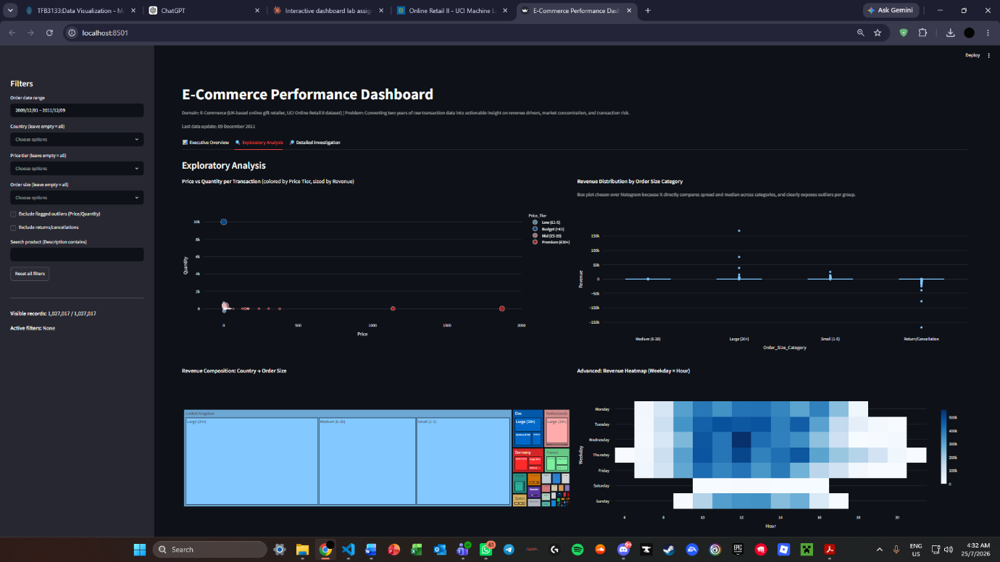 TFB3133:Data Visualization - M
ChatGPT
Interactive dashboard lab assig
Online Retail II - UCI Machine L
E-Commerce Performance Dash
Ask Gemini
localhost:8501
Deploy
Filters
Order date range
2009/12/01 – 2011/12/09
Country (leave empty = all)
Choose options
Price tier (leave empty = all)
Choose options
Order size (leave empty = all)
Choose options
Exclude flagged outliers (Price/Quantity)
Exclude returns/cancellations
Search product (Description contains)
Reset all filters
Visible records: 1,027,017 / 1,027,017
Active filters: None
E-Commerce Performance Dashboard
Domain: E-Commerce (UK-based online gift retailer, UCI Online Retail II dataset) | Problem: Converting two years of raw transaction data into actionable insight on revenue drivers, market concentration, and transaction risk.
Last data update: 09 December 2011
Executive Overview
Exploratory Analysis
Detailed Investigation
Exploratory Analysis
Price vs Quantity per Transaction (colored by Price Tier, sized by Revenue)
Price_Tier
Low (£1-5)
Budget (<£1)
Mid (£5-20)
Premium (£20+)
10k
8k
6k
4k
2k
0
Quantity
0
500
1000
1500
2000
Price
Revenue Distribution by Order Size Category
Box plot chosen over histogram because it directly compares spread and median across categories, and clearly exposes outliers per group.
150k
100k
50k
0
−50k
−100k
−150k
Revenue
Medium (6-20)
Large (20+)
Small (1-5)
Return/Cancellation
Order_Size_Category
Revenue Composition: Country → Order Size
United Kingdom
Large (20+)
Medium (6-20)
Small (1-5)
Eire
Large (20+)
Netherlands
Large (20+)
Germany
France
Spain
Advanced: Revenue Heatmap (Weekday × Hour)
Monday
Tuesday
Wednesday
Thursday
Friday
Saturday
Sunday
Weekday
6
8
10
12
14
16
18
20
Hour
500k
400k
300k
200k
100k
0
Search
61
9+
ENG
US
4:32 AM
25/7/2026